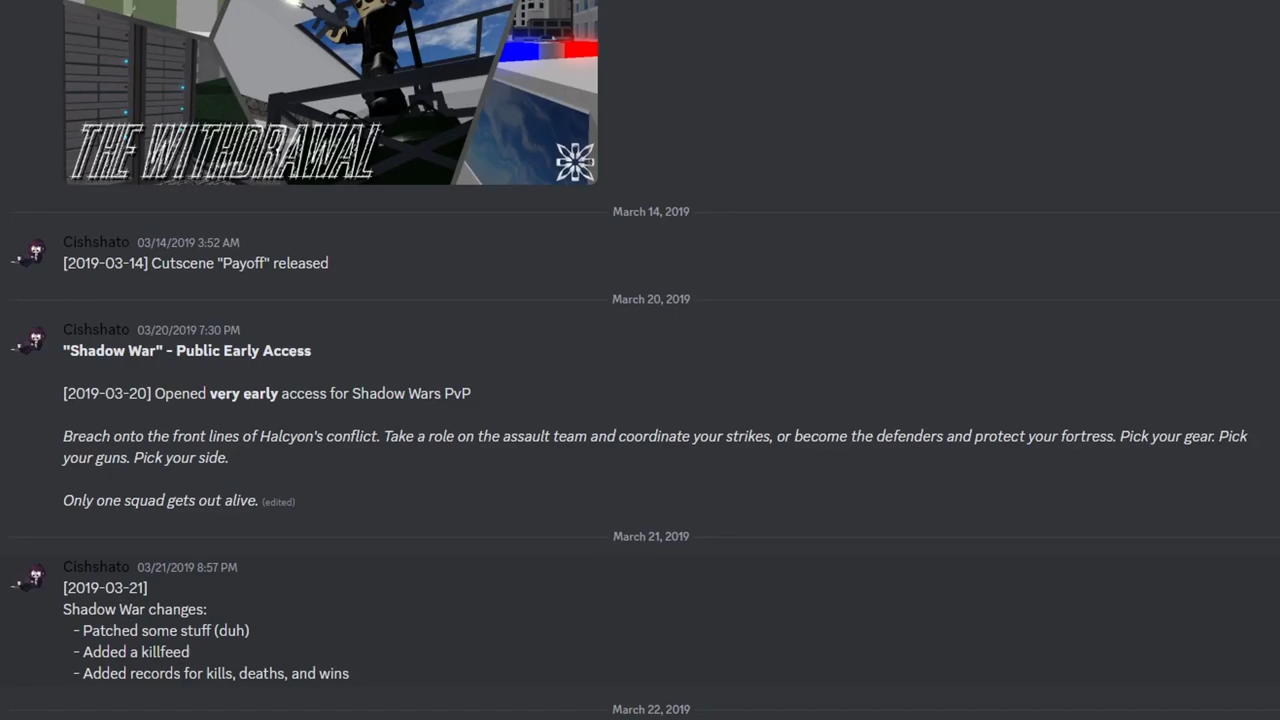 THE WITHDRAWAL
March 14, 2019
Cishshato 03/14/2019 3:52 AM
[2019-03-14] Cutscene "Payoff" released
March 20, 2019
Cishshato 03/20/2019 7:30 PM
"Shadow War" - Public Early Access
[2019-03-20] Opened very early access for Shadow Wars PvP
Breach onto the front lines of Halcyon's conflict. Take a role on the assault team and coordinate your strikes, or become the defenders and protect your fortress. Pick your gear. Pick
your guns. Pick your side.
Only one squad gets out alive. (edited)
March 21, 2019
Cishshato 03/21/2019 8:57 PM
[2019-03-21]
Shadow War changes:
- Patched some stuff (duh)
- Added a killfeed
- Added records for kills, deaths, and wins
March 22, 2019